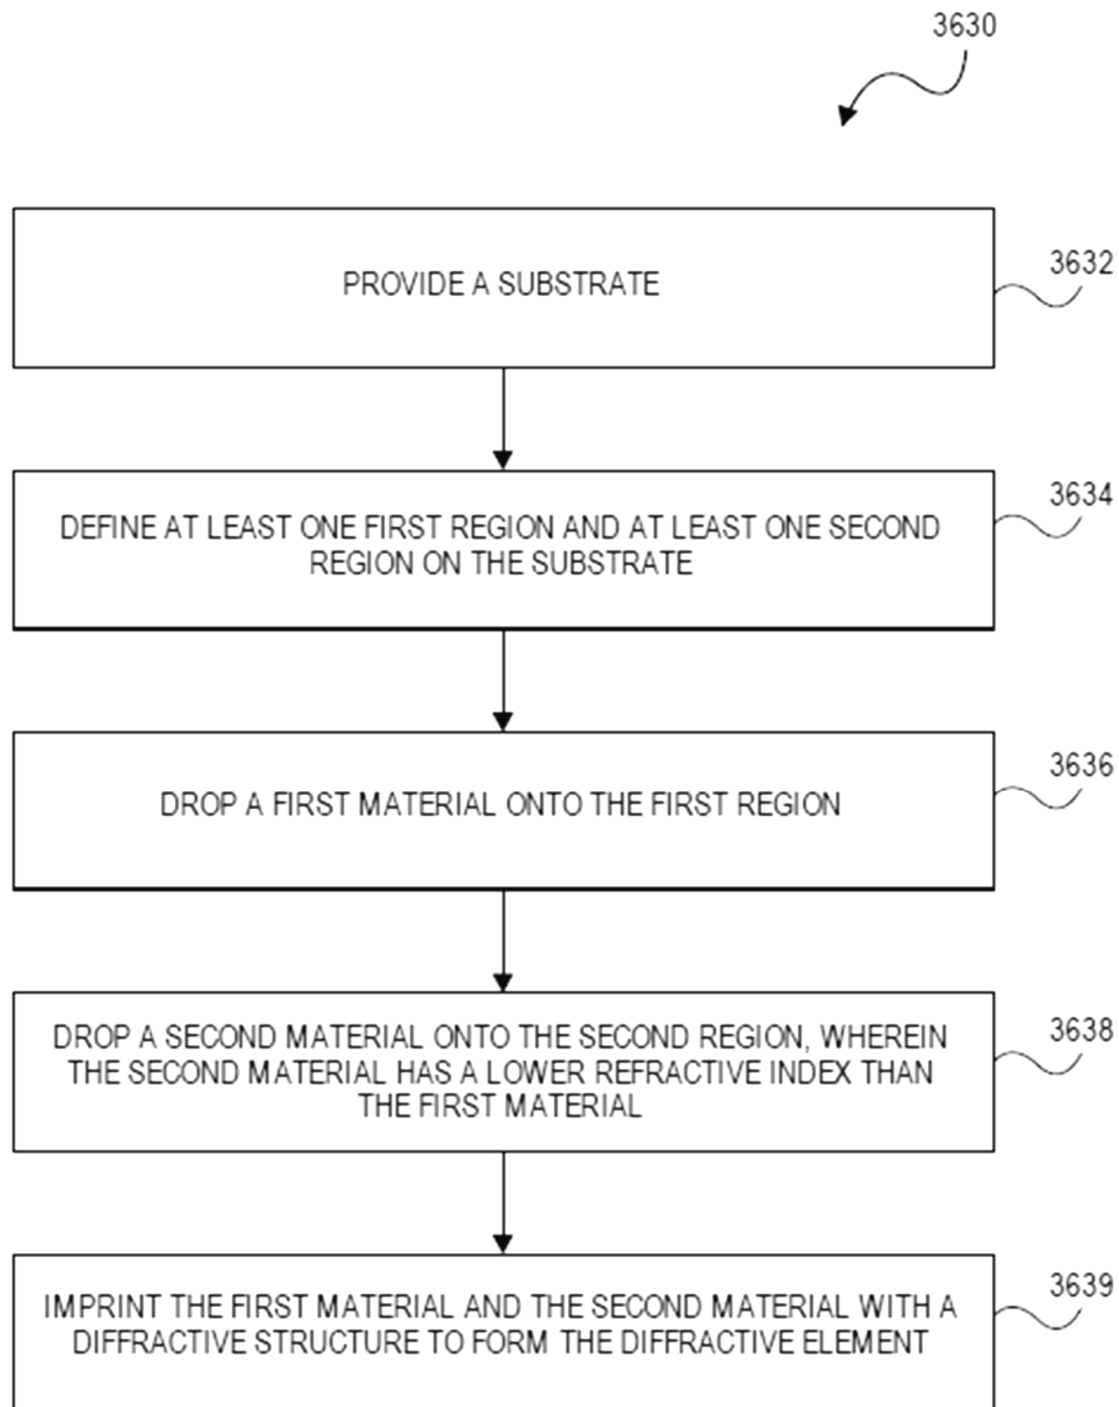 3630
PROVIDE A SUBSTRATE
3632
DEFINE AT LEAST ONE FIRST REGION AND AT LEAST ONE SECOND
REGION ON THE SUBSTRATE
3634
DROP A FIRST MATERIAL ONTO THE FIRST REGION
3636
DROP A SECOND MATERIAL ONTO THE SECOND REGION, WHEREIN
THE SECOND MATERIAL HAS A LOWER REFRACTIVE INDEX THAN
THE FIRST MATERIAL
3638
IMPRINT THE FIRST MATERIAL AND THE SECOND MATERIAL WITH A
DIFFRACTIVE STRUCTURE TO FORM THE DIFFRACTIVE ELEMENT
3639